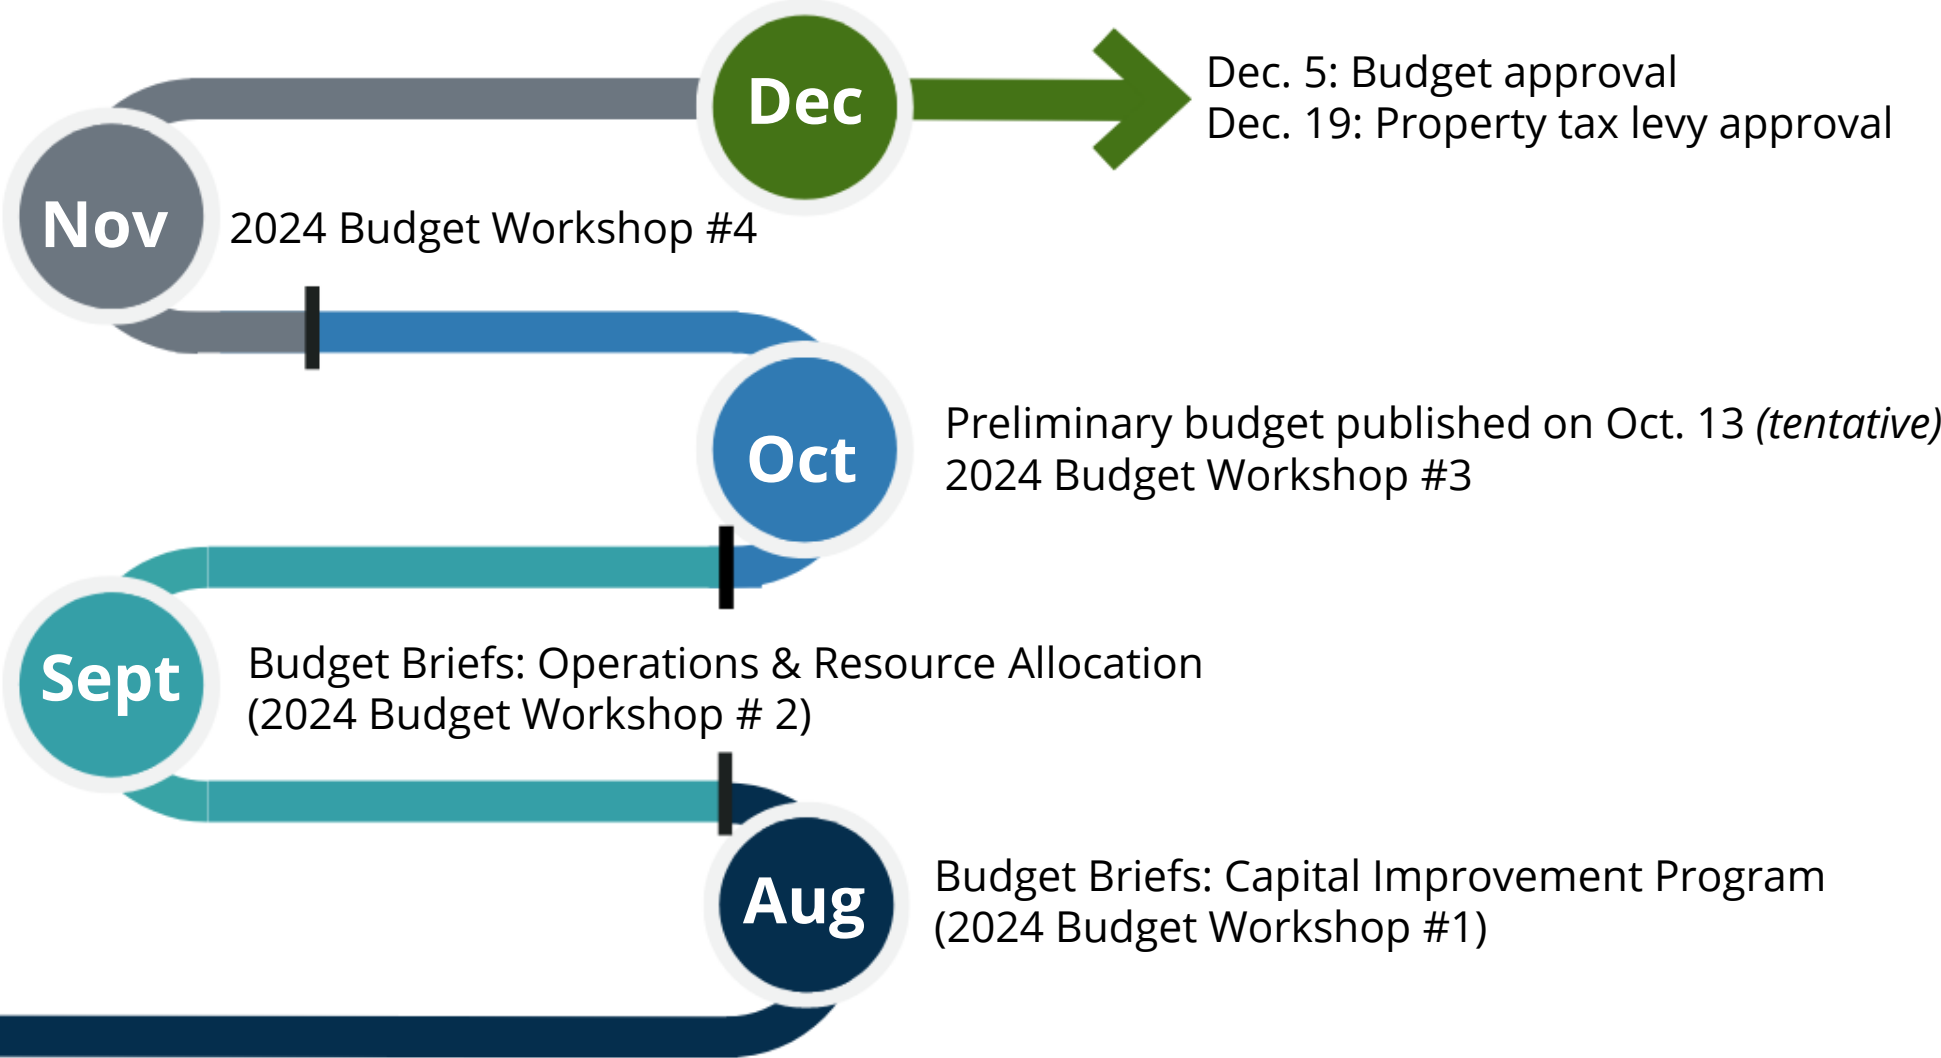 Dec
Dec. 5: Budget approval
Dec. 19: Property tax levy approval
Nov
2024 Budget Workshop #4
Oct
Preliminary budget published on Oct. 13 (tentative)
2024 Budget Workshop #3
Sept
Budget Briefs: Operations & Resource Allocation
(2024 Budget Workshop # 2)
Aug
Budget Briefs: Capital Improvement Program
(2024 Budget Workshop #1)